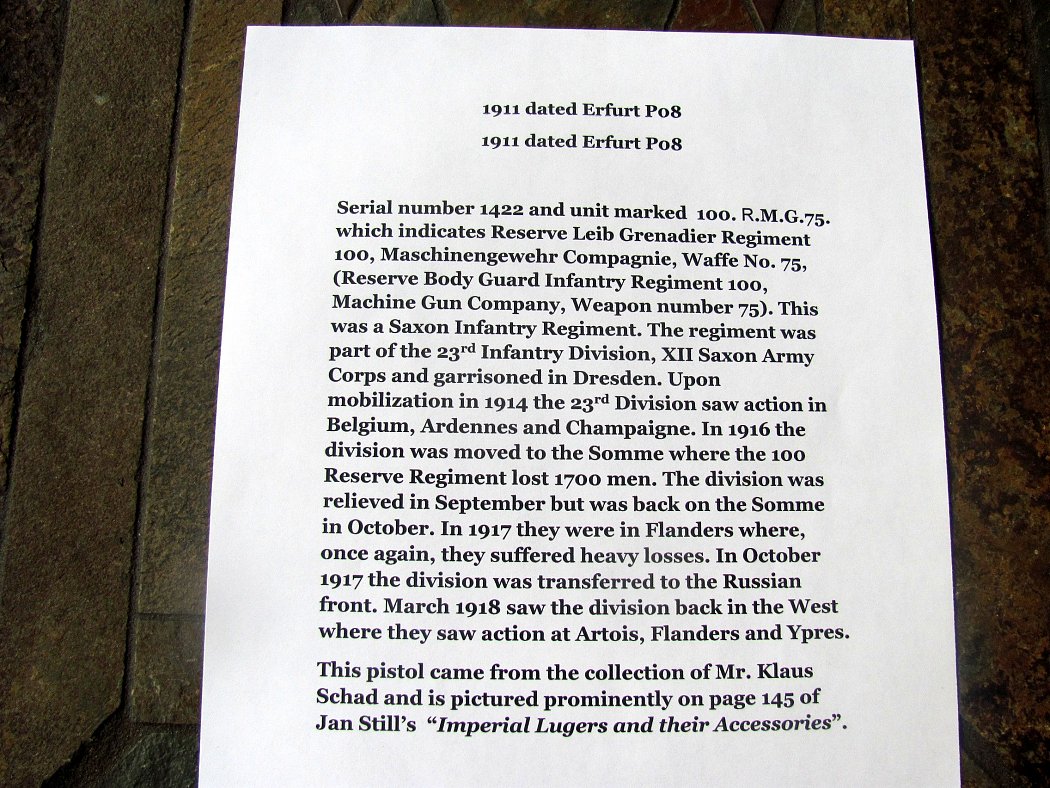 1911 dated Erfurt P08
1911 dated Erfurt P08
Serial number 1422 and unit marked 100. R.M.G.75.
which indicates Reserve Leib Grenadier Regiment
100, Maschinengewehr Compagnie, Waffe No. 75,
(Reserve Body Guard Infantry Regiment 100,
Machine Gun Company, Weapon number 75). This
was a Saxon Infantry Regiment. The regiment was
part of the 23rd Infantry Division, XII Saxon Army
Corps and garrisoned in Dresden. Upon
mobilization in 1914 the 23rd Division saw action in
Belgium, Ardennes and Champaigne. In 1916 the
division was moved to the Somme where the 100
Reserve Regiment lost 1700 men. The division was
relieved in September but was back on the Somme
in October. In 1917 they were in Flanders where,
once again, they suffered heavy losses. In October
1917 the division was transferred to the Russian
front. March 1918 saw the division back in the West
where they saw action at Artois, Flanders and Ypres.
This pistol came from the collection of Mr. Klaus
Schad and is pictured prominently on page 145 of
Jan Still's "Imperial Lugers and their Accessories".